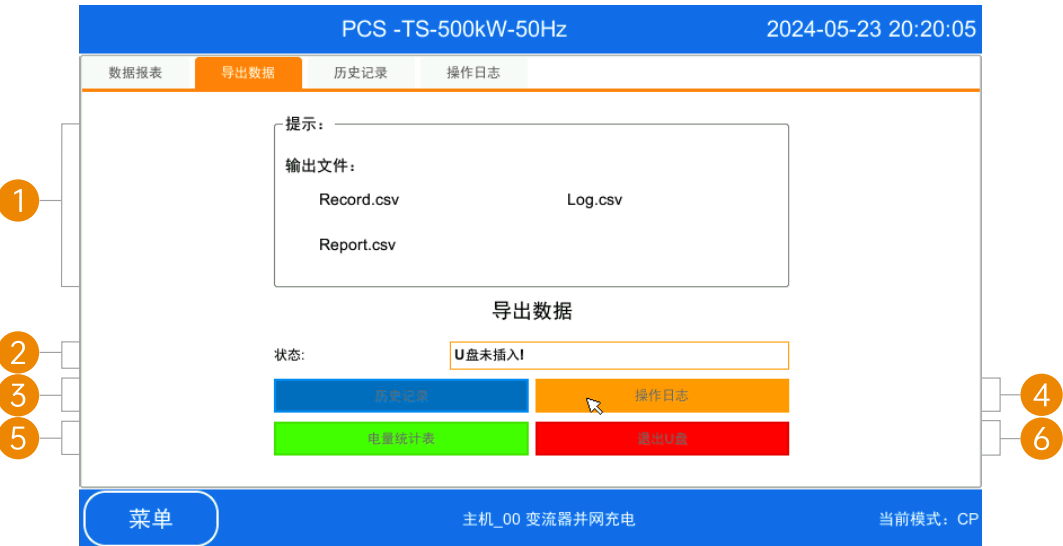 PCS -TS-500kW-50Hz 2024-05-23 20:20:05
数据报表 导出数据 历史记录 操作日志
提示：
输出文件：
1
Record.csv Log.csv
Report.csv
导出数据
2 状态: U盘未插入!
3 历史记录 操作日志 4
5 电量统计表 退出U盘 6
菜单 主机_00 变流器并网充电 当前模式：CP